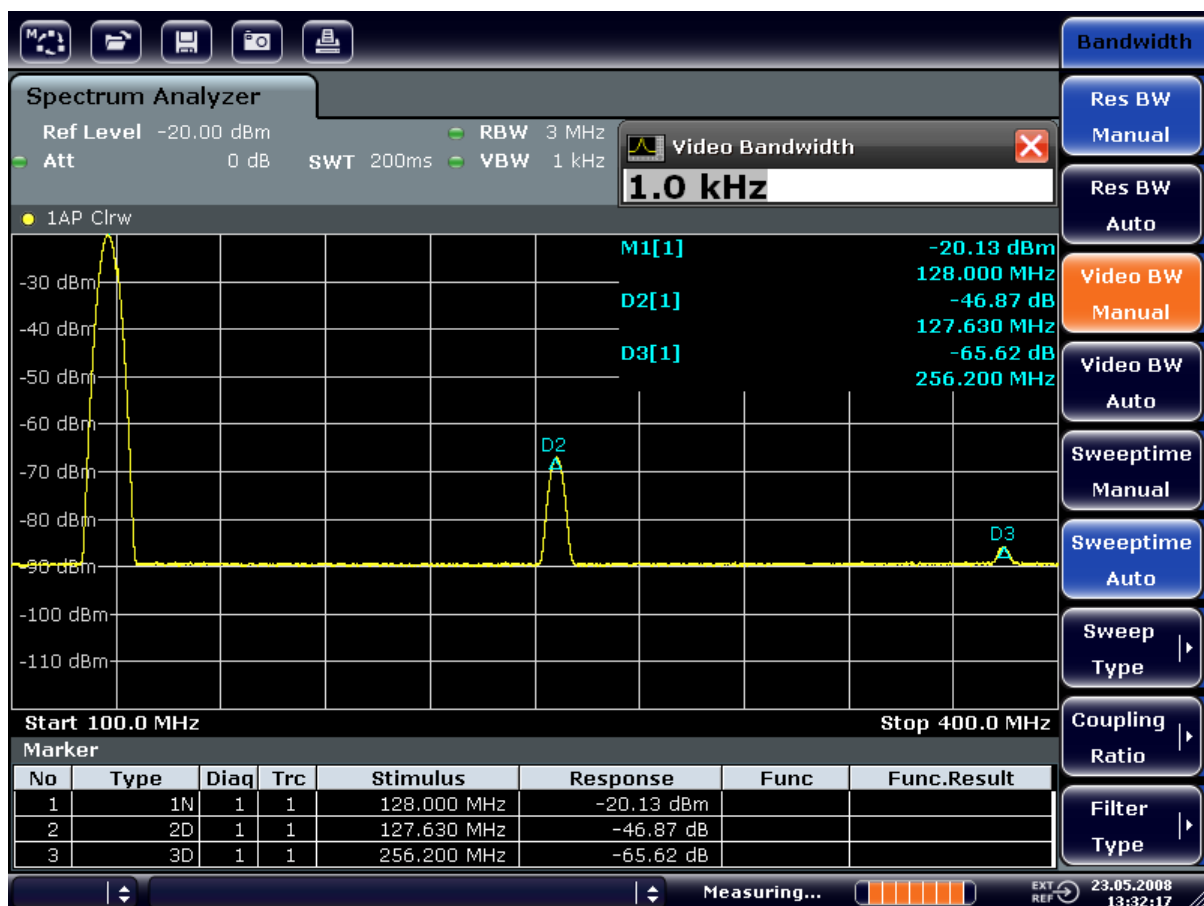 Bandwidth
Spectrum Analyzer
Ref Level -20.00 dBm RBW 3 MHz
Att 0 dB SWT 200ms VBW 1 kHz
Video Bandwidth
1.0 kHz
1AP Clrw
M1[1] -20.13 dBm
128.000 MHz
D2[1] -46.87 dB
127.630 MHz
D3[1] -65.62 dB
256.200 MHz
-30 dBm
-40 dBm
-50 dBm
-60 dBm
-70 dBm
-80 dBm
-90 dBm
-100 dBm
-110 dBm
D2
D3
Start 100.0 MHz Stop 400.0 MHz
Marker
No Type Diaq Trc Stimulus Response Func Func.Result
1 1N 1 1 128.000 MHz -20.13 dBm
2 2D 1 1 127.630 MHz -46.87 dB
3 3D 1 1 256.200 MHz -65.62 dB
Res BW
Manual
Res BW
Auto
Video BW
Manual
Video BW
Auto
Sweeptime
Manual
Sweeptime
Auto
Sweep
Type
Coupling
Ratio
Filter
Type
Measuring...
EXT
REF
23.05.2008
13:32:17
M